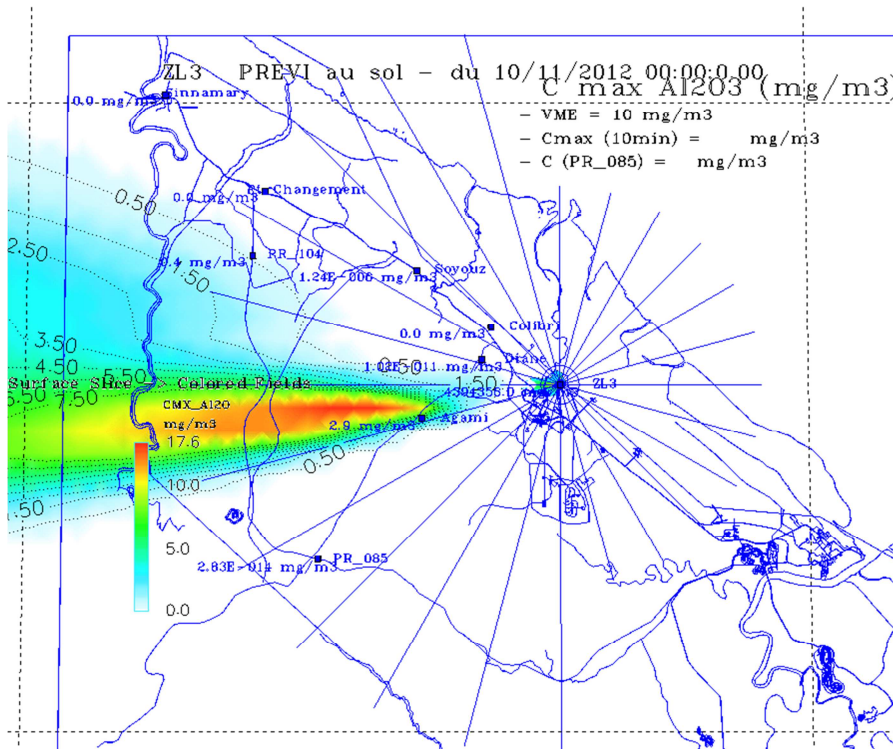 ZL3 PREVI au sol - du 10/11/2012 00:00:0.00
C max Al2O3 (mg/m3)
- VME = 10 mg/m3
- Cmax (10min) = mg/m3
- C (PR_085) = mg/m3
Sinnamary
0.0 mg/m3
Changement
0.0 mg/m3
0.50
PR_104
0.4 mg/m3
2.50
1.50
Soyouz
1.24E-006 mg/m3
Colibri
0.0 mg/m3
3.50
Diane
1.02E-011 mg/m3
0.50
4.50
5.50
7.50
Surface Slice -> Colored Fields
1.50
ZL3
CMX_Al2O
mg/m3
Agami
2.9 mg/m3
17.6
0.50
10.0
PR_085
2.83E-014 mg/m3
5.0
0.0